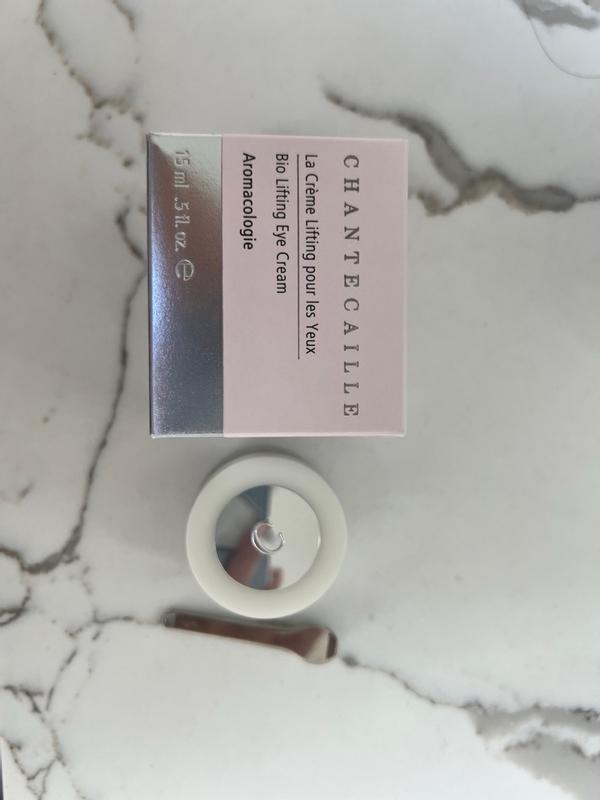 CHANTECAILLE
La Crème Lifting pour les Yeux
Bio Lifting Eye Cream
Aromacologie
15 ml .5 fl. oz. ℮